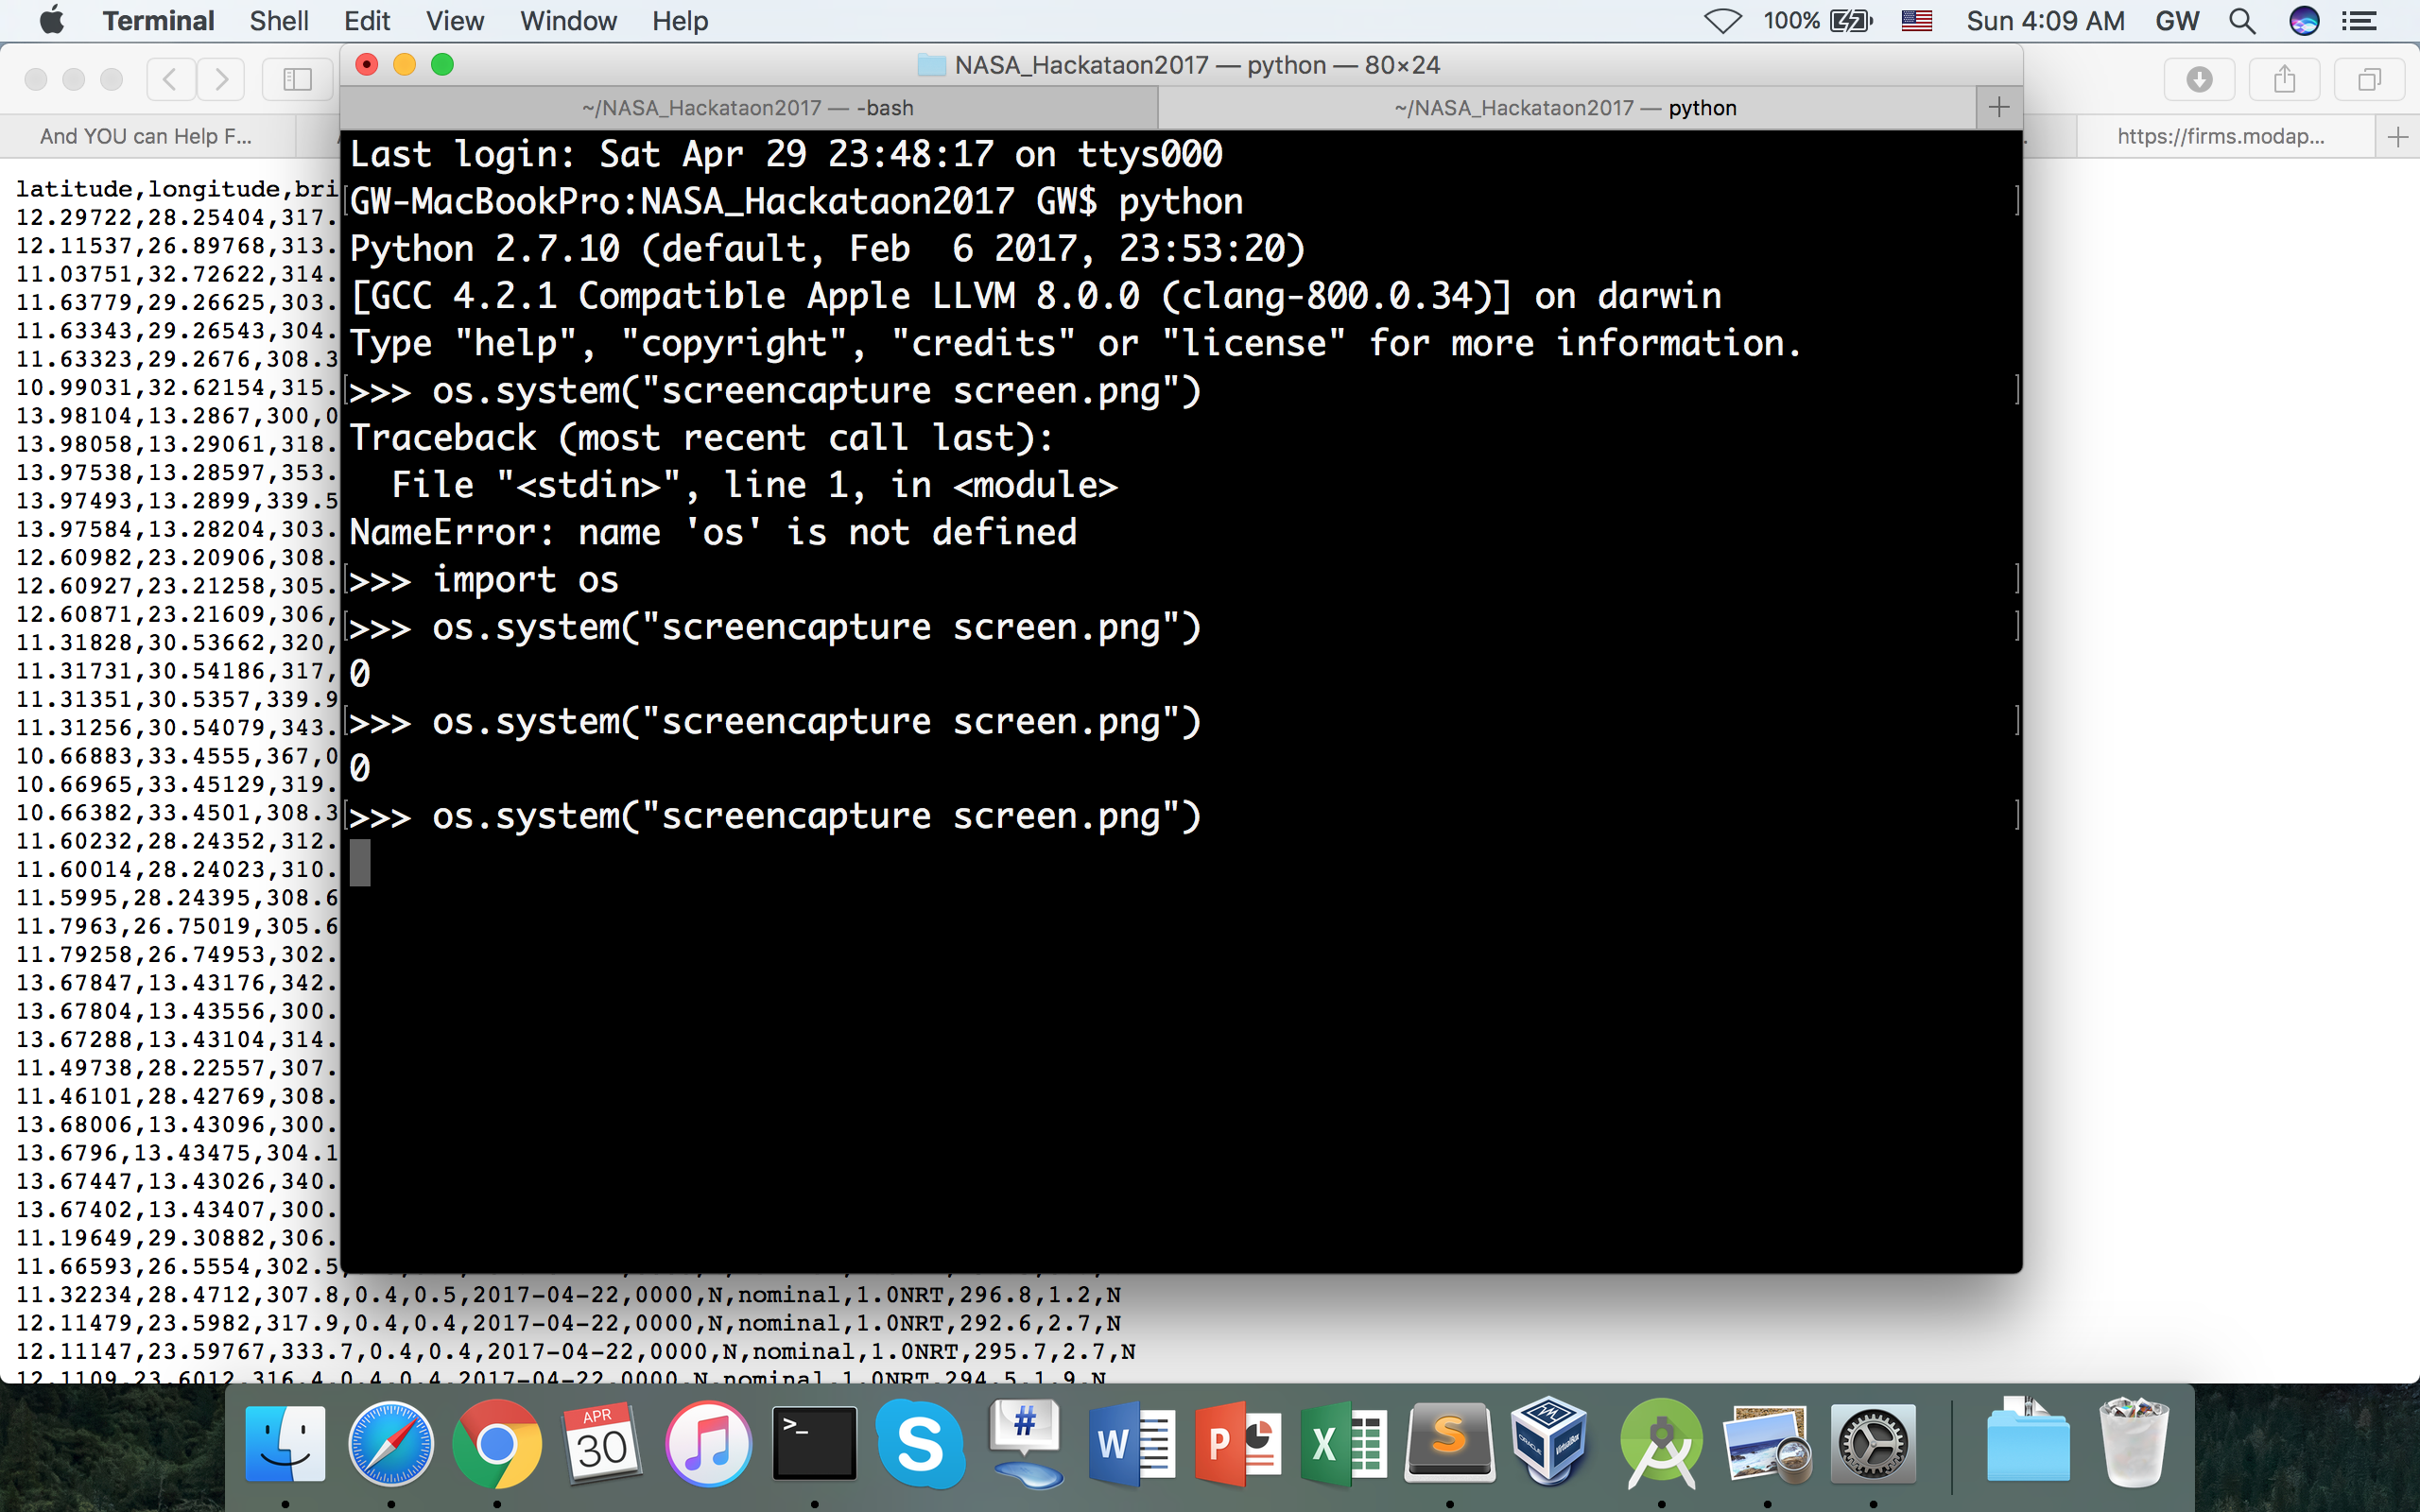 Terminal Shell Edit View Window Help 100% Sun 4:09 AM GW
NASA_Hackataon2017 — python — 80×24
~/NASA_Hackataon2017 — -bash ~/NASA_Hackataon2017 — python
And YOU can Help F... https://firms.modap...
Last login: Sat Apr 29 23:48:17 on ttys000
GW-MacBookPro:NASA_Hackataon2017 GW$ python
Python 2.7.10 (default, Feb  6 2017, 23:53:20)
[GCC 4.2.1 Compatible Apple LLVM 8.0.0 (clang-800.0.34)] on darwin
Type "help", "copyright", "credits" or "license" for more information.
>>> os.system("screencapture screen.png")
Traceback (most recent call last):
  File "<stdin>", line 1, in <module>
NameError: name 'os' is not defined
>>> import os
>>> os.system("screencapture screen.png")
0
>>> os.system("screencapture screen.png")
0
>>> os.system("screencapture screen.png")
latitude,longitude,bri
12.29722,28.25404,317.
12.11537,26.89768,313.
11.03751,32.72622,314.
11.63779,29.26625,303.
11.63343,29.26543,304.
11.63323,29.2676,308.3
10.99031,32.62154,315.
13.98104,13.2867,300,0
13.98058,13.29061,318.
13.97538,13.28597,353.
13.97493,13.2899,339.5
13.97584,13.28204,303.
12.60982,23.20906,308.
12.60927,23.21258,305.
12.60871,23.21609,306,
11.31828,30.53662,320,
11.31731,30.54186,317,
11.31351,30.5357,339.9
11.31256,30.54079,343.
10.66883,33.4555,367,0
10.66965,33.45129,319.
10.66382,33.4501,308.3
11.60232,28.24352,312.
11.60014,28.24023,310.
11.5995,28.24395,308.6
11.7963,26.75019,305.6
11.79258,26.74953,302.
13.67847,13.43176,342.
13.67804,13.43556,300.
13.67288,13.43104,314.
11.49738,28.22557,307.
11.46101,28.42769,308.
13.68006,13.43096,300.
13.6796,13.43475,304.1
13.67447,13.43026,340.
13.67402,13.43407,300.
11.19649,29.30882,306.
11.66593,26.5554,302.5
11.32234,28.4712,307.8,0.4,0.5,2017-04-22,0000,N,nominal,1.0NRT,296.8,1.2,N
12.11479,23.5982,317.9,0.4,0.4,2017-04-22,0000,N,nominal,1.0NRT,292.6,2.7,N
12.11147,23.59767,333.7,0.4,0.4,2017-04-22,0000,N,nominal,1.0NRT,295.7,2.7,N
12.1109,23.6012,316.4,0.4,0.4,2017-04-22,0000,N,nominal,1.0NRT,294.5,1.9,N
APR
30
>_
S
#
W
P
X
S
ORACLE
VirtualBox